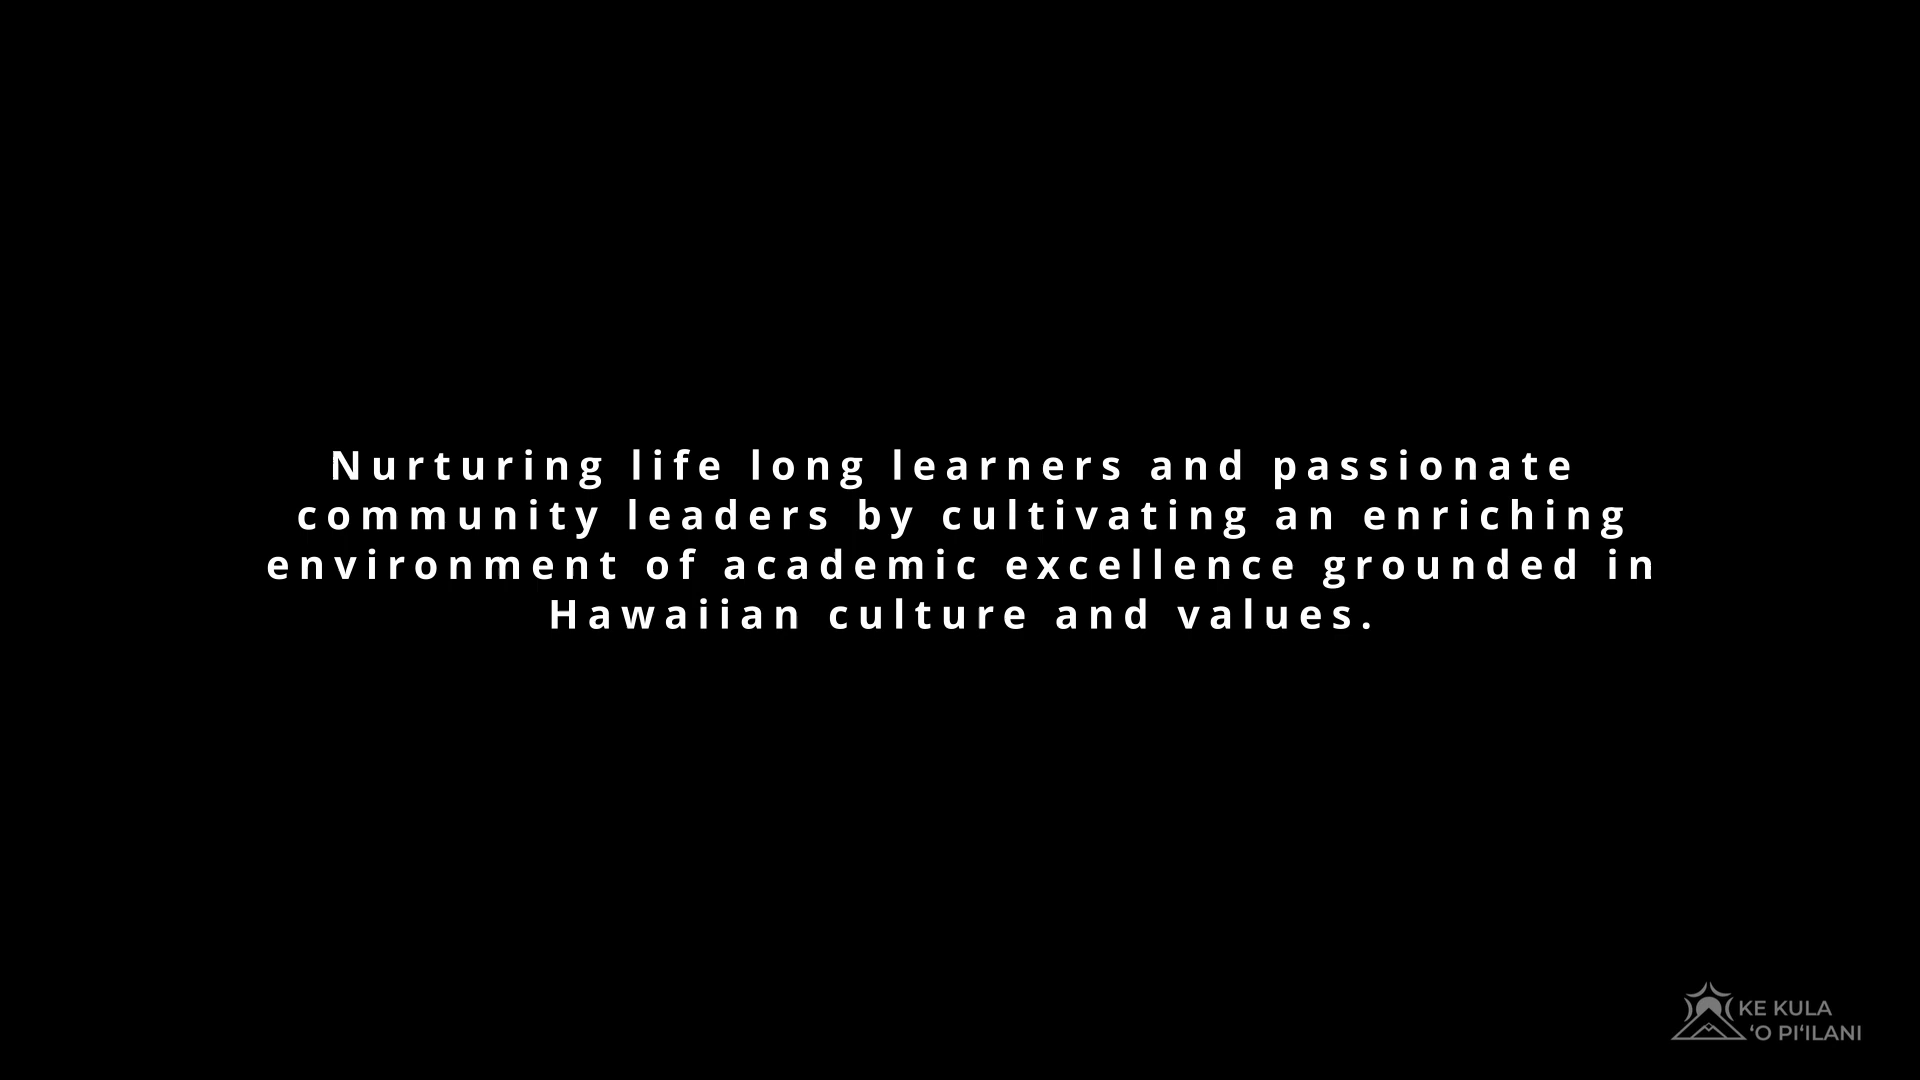 Nurturing life long learners and passionate
community leaders by cultivating an enriching
environment of academic excellence grounded in
Hawaiian culture and values.
KE KULA
ʻO PIʻILANI